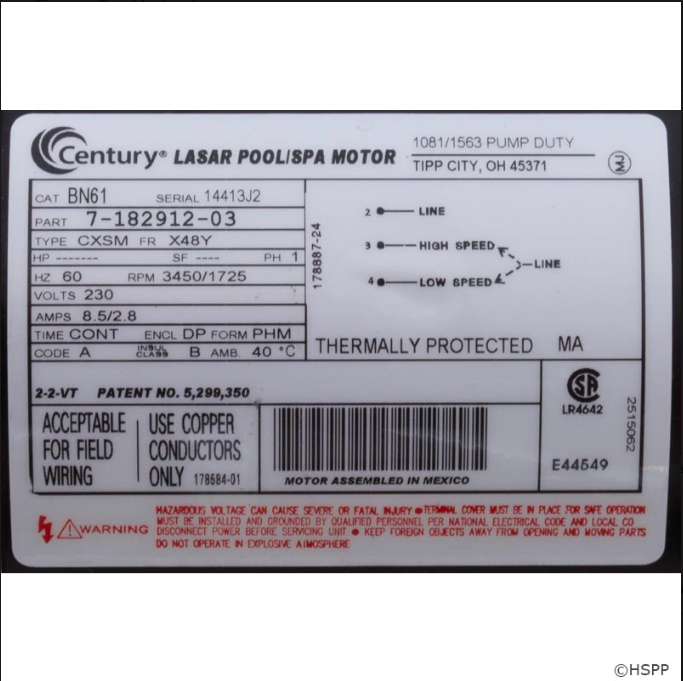 Century® LASAR POOL/SPA MOTOR
1081/1563 PUMP DUTY
TIPP CITY, OH 45371
MJ
CAT BN61 SERIAL 14413J2
PART 7-182912-03
TYPE CXSM FR X48Y
HP ------- SF ---- PH 1
HZ 60 RPM 3450/1725
VOLTS 230
AMPS 8.5/2.8
TIME CONT ENCL DP FORM PHM
CODE A INSUL CLASS B AMB. 40 °C
178887-24
2 LINE
3 HIGH SPEED
LINE
4 LOW SPEED
THERMALLY PROTECTED MA
2-2-VT PATENT NO. 5,299,350
ACCEPTABLE
FOR FIELD
WIRING
USE COPPER
CONDUCTORS
ONLY 178584-01
MOTOR ASSEMBLED IN MEXICO
SA
LR4642
E44549
2515062
WARNING
HAZARDOUS VOLTAGE CAN CAUSE SEVERE OR FATAL INJURY ● TERMINAL COVER MUST BE IN PLACE FOR SAFE OPERATION
MUST BE INSTALLED AND GROUNDED BY QUALIFIED PERSONNEL PER NATIONAL ELECTRICAL CODE AND LOCAL CO
DISCONNECT POWER BEFORE SERVICING UNIT ● KEEP FOREIGN OBJECTS AWAY FROM OPENING AND MOVING PARTS
DO NOT OPERATE IN EXPLOSIVE ATMOSPHERE
©HSPP